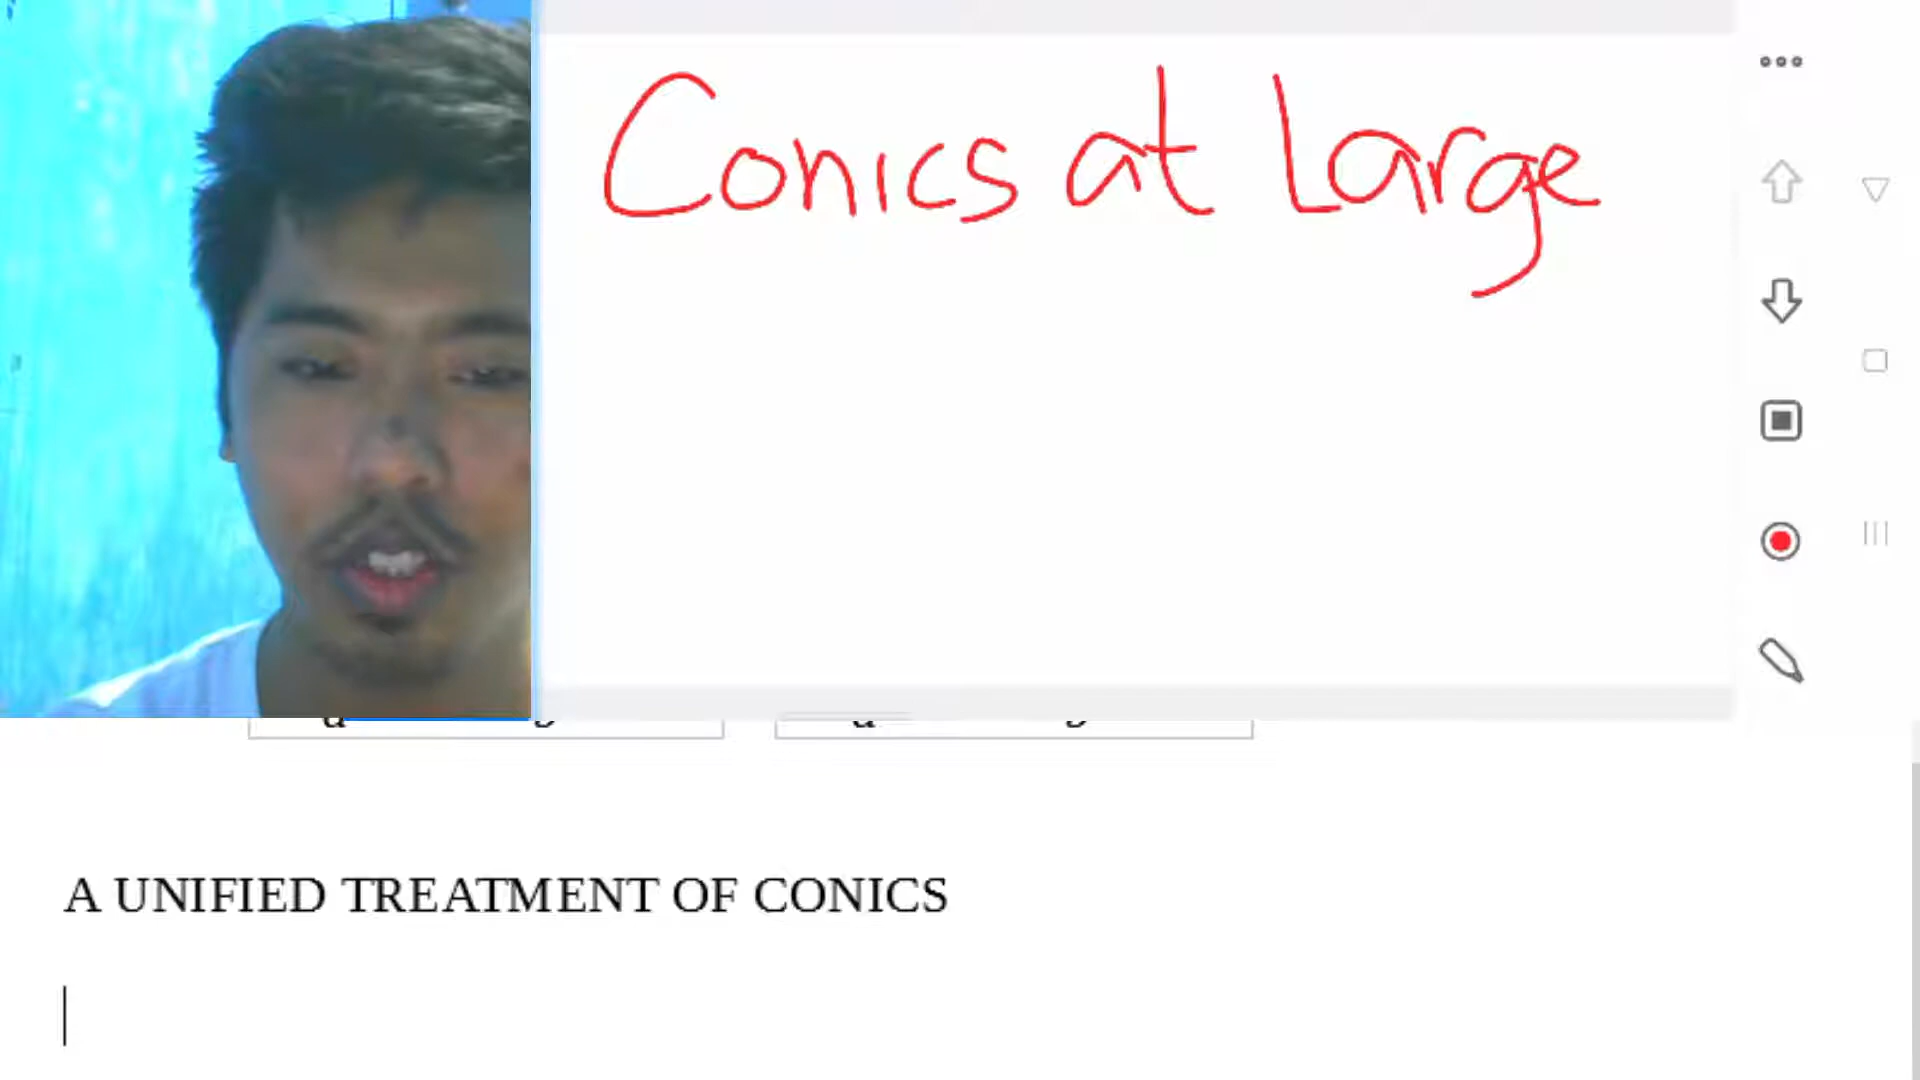 Conics at Large
A UNIFIED TREATMENT OF CONICS